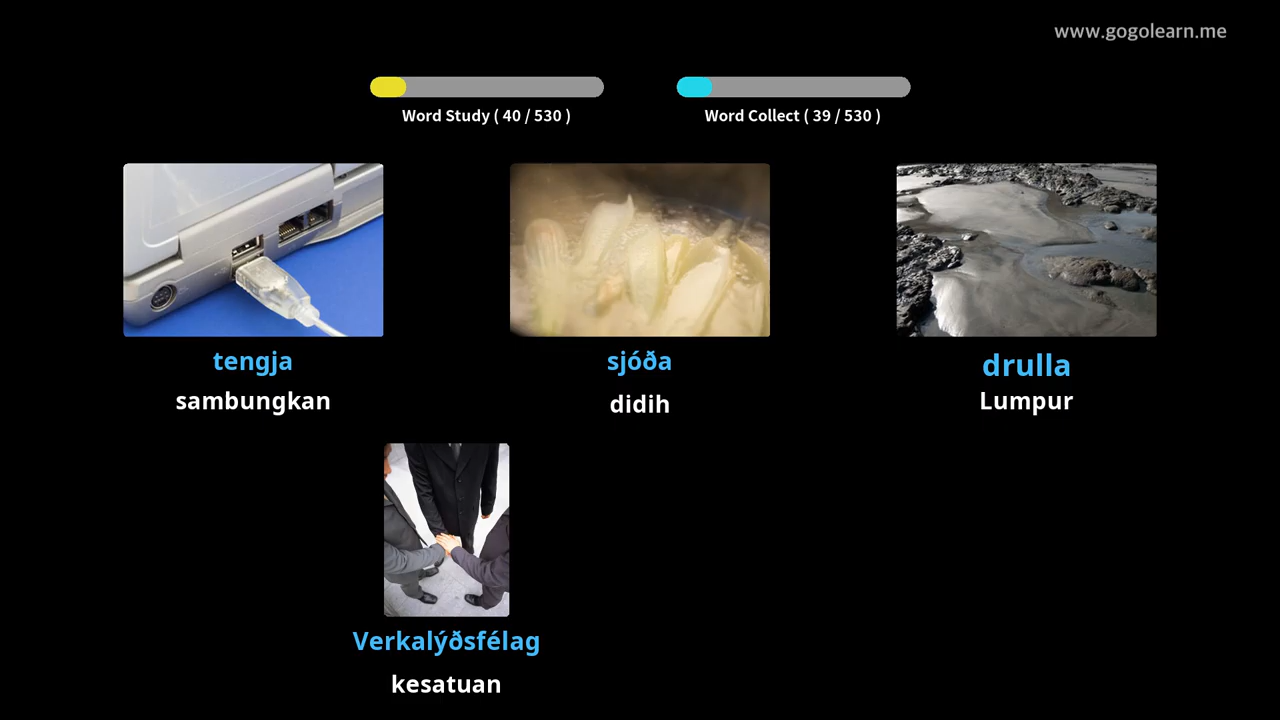 www.gogolearn.me
Word Study ( 40 / 530 )
Word Collect ( 39 / 530 )
tengja
sambungkan
sjóða
didih
drulla
Lumpur
Verkalýðsfélag
kesatuan